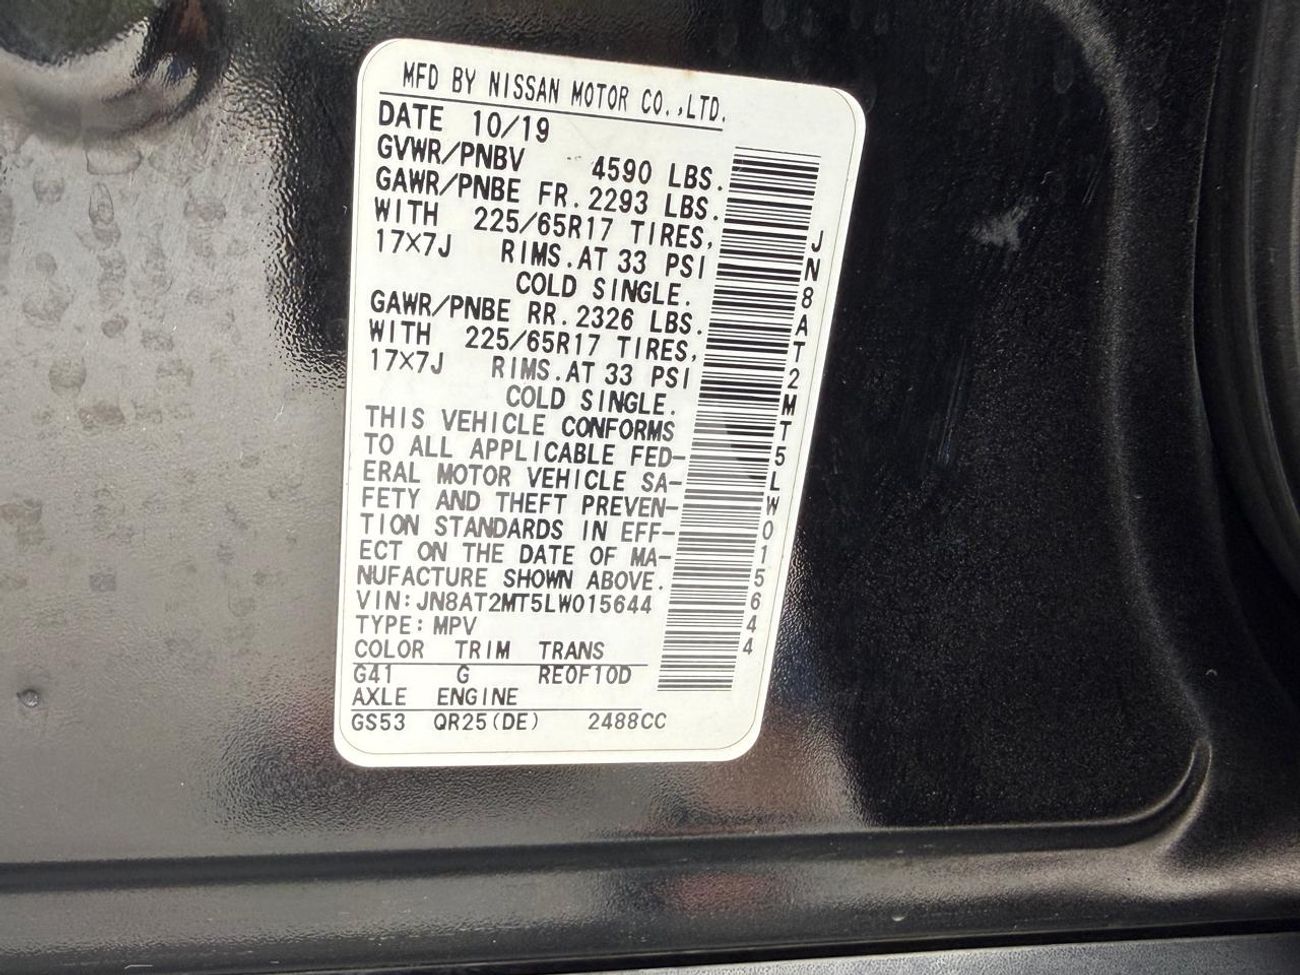 MFD BY NISSAN MOTOR CO.,LTD.
DATE 10/19
GVWR/PNBV 4590 LBS.
GAWR/PNBE FR. 2293 LBS.
WITH 225/65R17 TIRES,
17×7J RIMS. AT 33 PSI
COLD SINGLE.
GAWR/PNBE RR. 2326 LBS.
WITH 225/65R17 TIRES,
17×7J RIMS. AT 33 PSI
COLD SINGLE.
THIS VEHICLE CONFORMS
TO ALL APPLICABLE FED-
ERAL MOTOR VEHICLE SA-
FETY AND THEFT PREVEN-
TION STANDARDS IN EFF-
ECT ON THE DATE OF MA-
NUFACTURE SHOWN ABOVE.
VIN:JN8AT2MT5LW015644
TYPE:MPV
COLOR TRIM TRANS
G41 G RE0F10D
AXLE ENGINE
GS53 QR25(DE) 2488CC
JN8AT2MT5LW015644